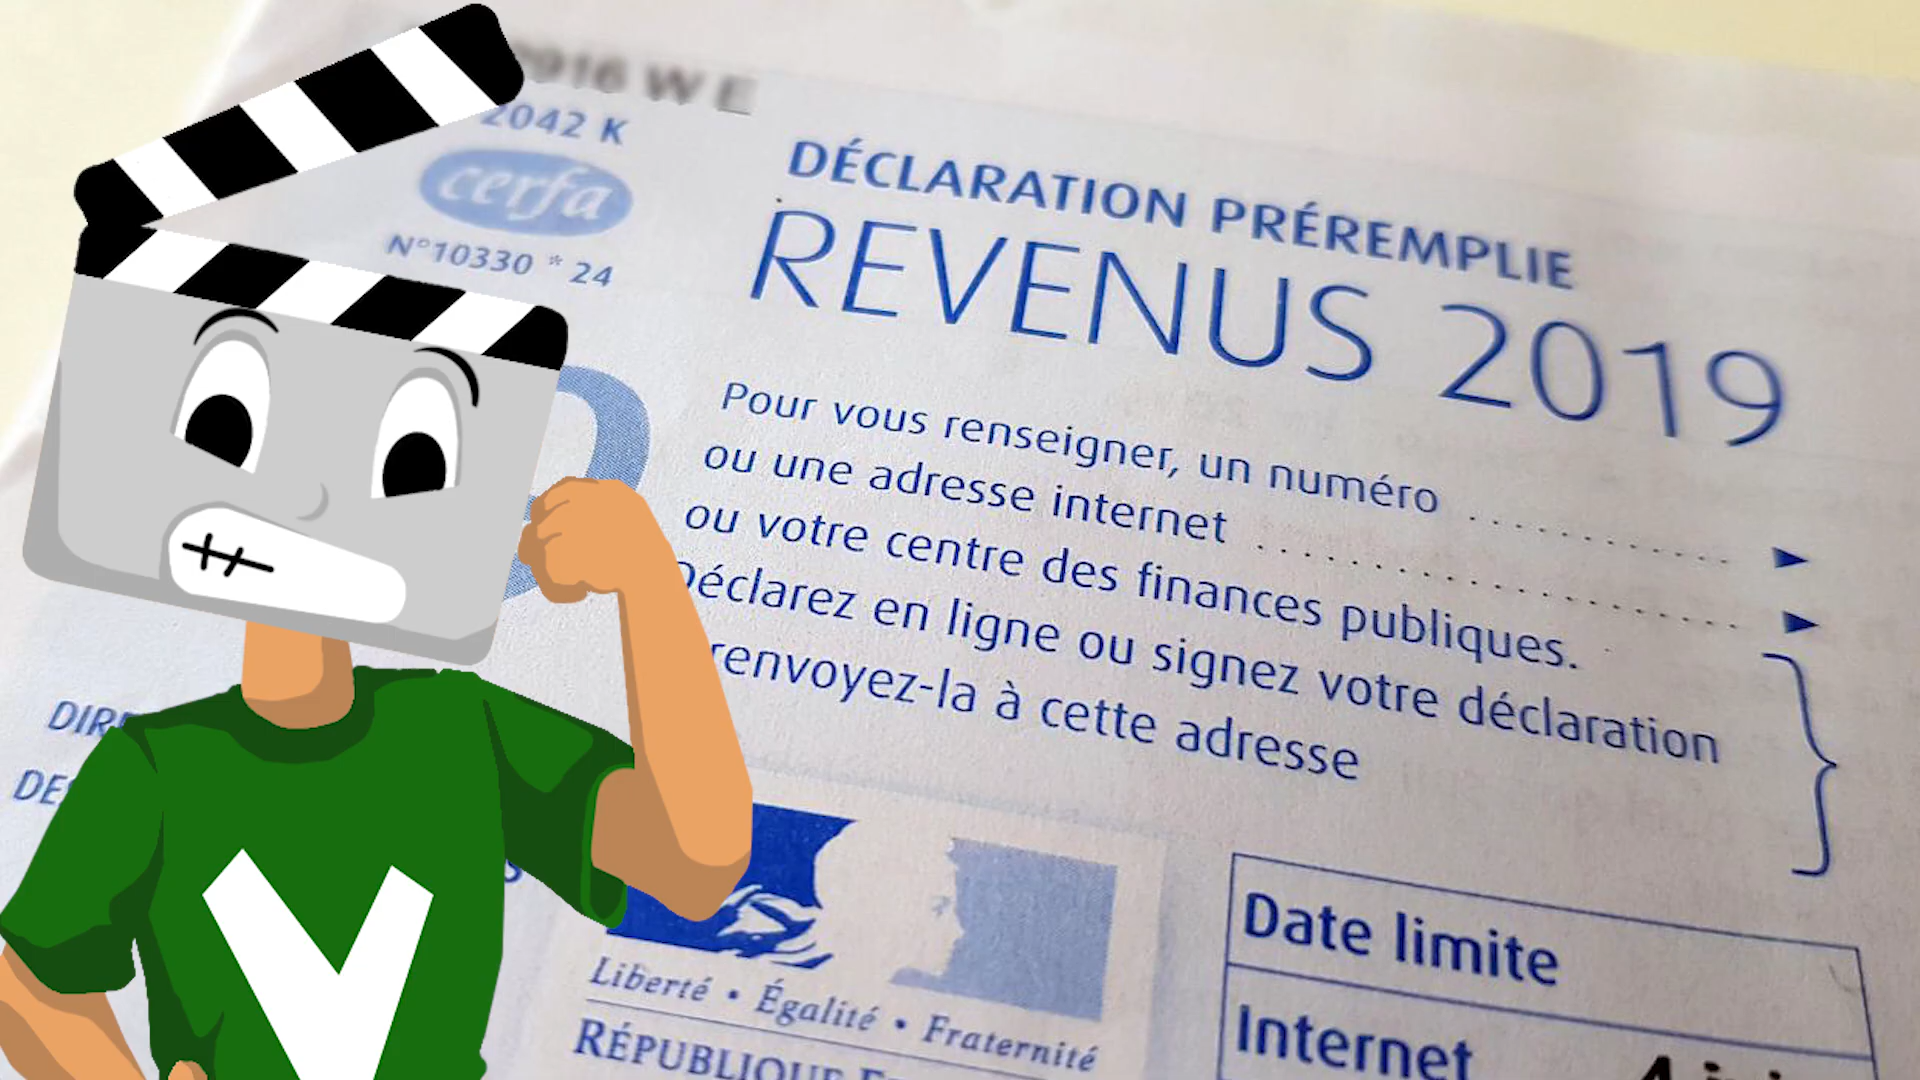 2042 K
cerfa
N°10330 * 24
DÉCLARATION PRÉREMPLIE
REVENUS 2019
Pour vous renseigner, un numéro
ou une adresse internet
ou votre centre des finances publiques.
Déclarez en ligne ou signez votre déclaration
renvoyez-la à cette adresse
Liberté • Égalité • Fraternité
RÉPUBLIQUE
Date limite
Internet
V